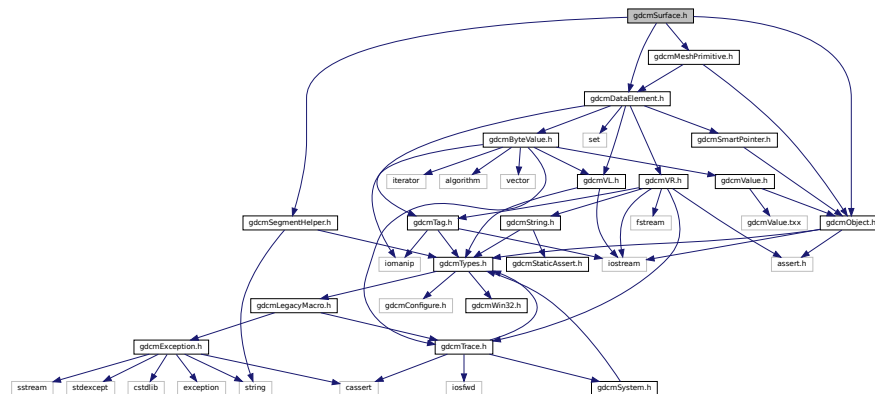 gdcmSurface.h
gdcmMeshPrimitive.h
gdcmDataElement.h
gdcmByteValue.h
set
gdcmSmartPointer.h
iterator
algorithm
vector
gdcmVL.h
gdcmVR.h
gdcmValue.h
gdcmSegmentHelper.h
gdcmTag.h
gdcmString.h
fstream
gdcmValue.txx
gdcmObject.h
iomanip
gdcmTypes.h
gdcmStaticAssert.h
iostream
assert.h
gdcmLegacyMacro.h
gdcmConfigure.h
gdcmWin32.h
gdcmException.h
gdcmTrace.h
sstream
stdexcept
cstdlib
exception
string
cassert
iosfwd
gdcmSystem.h